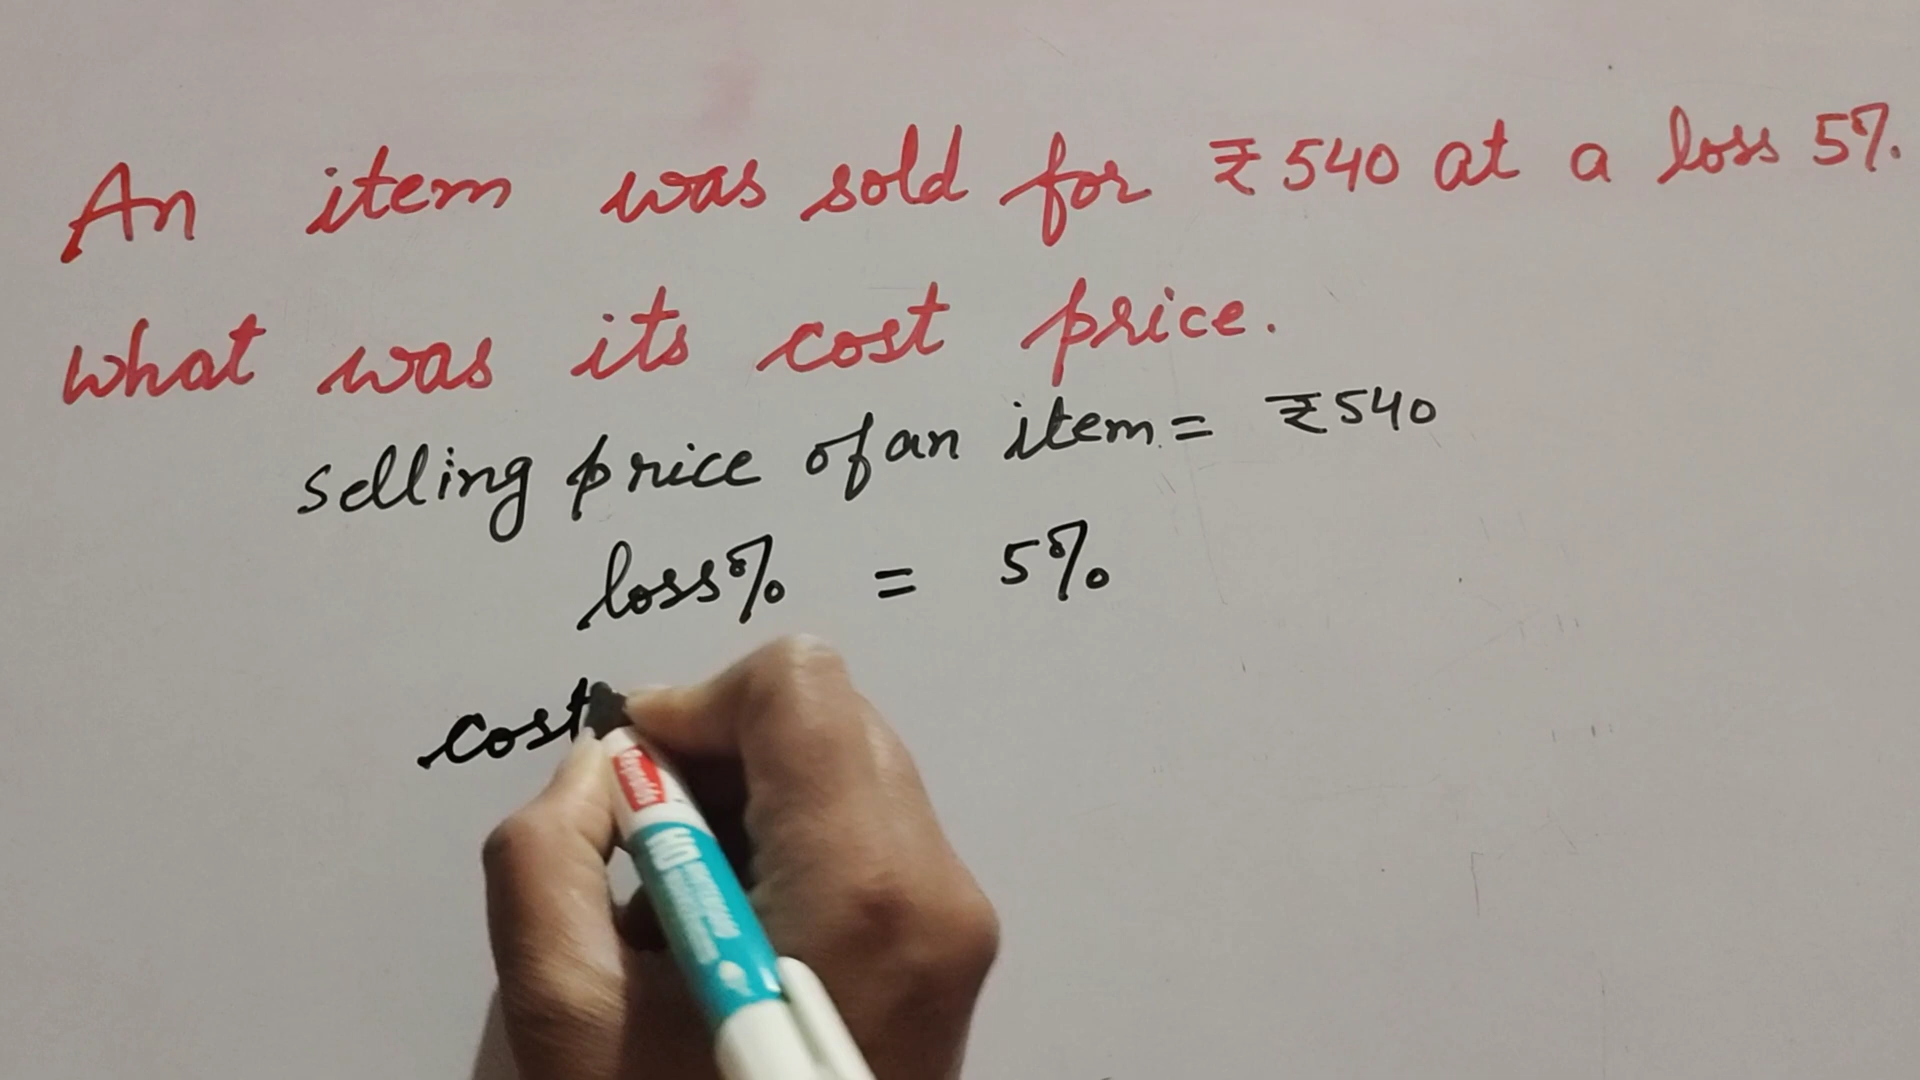 An item was sold for ₹540 at a loss 5%.
What was its cost price.
selling price of an item = ₹540
loss% = 5%
cost